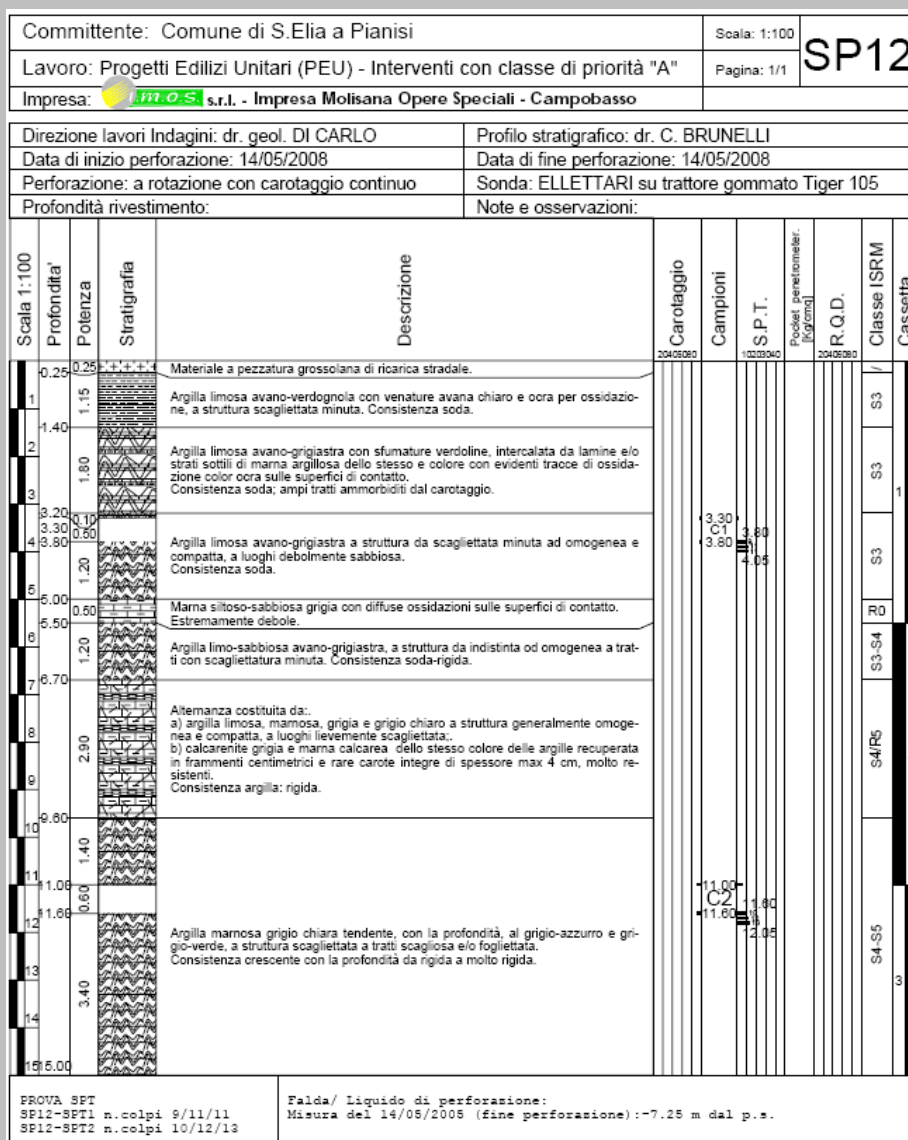 Committente: Comune di S.Elia a Pianisi
Scala: 1:100
SP12
Lavoro: Progetti Edilizi Unitari (PEU) - Interventi con classe di priorità "A"
Pagina: 1/1
Impresa: i.m.o.s. s.r.l. - Impresa Molisana Opere Speciali - Campobasso
Direzione lavori Indagini: dr. geol. DI CARLO
Profilo stratigrafico: dr. C. BRUNELLI
Data di inizio perforazione: 14/05/2008
Data di fine perforazione: 14/05/2008
Perforazione: a rotazione con carotaggio continuo
Sonda: ELLETTARI su trattore gommato Tiger 105
Profondità rivestimento:
Note e osservazioni:
Scala 1:100
Profondita'
Potenza
Stratigrafia
Descrizione
Carotaggio
20406080
Campioni
S.P.T.
10203040
Pocket penetrometer.
[Kg/cmq]
R.Q.D.
20406080
Classe ISRM
Cassetta
0.25
0.25
Materiale a pezzatura grossolana di ricarica stradale.
/
1
1.15
Argilla limosa avano-verdognola con venature avana chiaro e ocra per ossidazio-
ne, a struttura scagliettata minuta. Consistenza soda.
S3
1.40
2
1.80
Argilla limosa avano-grigiastra con sfumature verdoline, intercalata da lamine e/o
strati sottili di marna argillosa dello stesso e colore con evidenti tracce di ossida-
zione color ocra sulle superfici di contatto.
Consistenza soda; ampi tratti ammorbiditi dal carotaggio.
S3
1
3
3.20
0.10
3.30
3.30
C1
0.50
4
3.80
3.80
3.80
4.05
1.20
Argilla limosa avano-grigiastra a struttura da scagliettata minuta ad omogenea e
compatta, a luoghi debolmente sabbiosa.
Consistenza soda.
S3
5
5.00
0.50
Marna siltoso-sabbiosa grigia con diffuse ossidazioni sulle superfici di contatto.
Estremamente debole.
R0
5.50
6
1.20
Argilla limo-sabbiosa avano-grigiastra, a struttura da indistinta od omogenea a trat-
ti con scagliettatura minuta. Consistenza soda-rigida.
S3-S4
7
6.70
8
2.90
Alternanza costituita da:.
a) argilla limosa, marnosa, grigia e grigio chiaro a struttura generalmente omoge-
nea e compatta, a luoghi lievemente scagliettata;.
b) calcarenite grigia e marna calcarea dello stesso colore delle argille recuperata
in frammenti centimetrici e rare carote integre di spessore max 4 cm, molto re-
sistenti.
Consistenza argilla: rigida.
S4/R5
9
9.60
10
1.40
11
11.00
11.00
0.60
C2
11.60
11.60
11.60
12.05
12
Argilla marnosa grigio chiara tendente, con la profondità, al grigio-azzurro e gri-
gio-verde, a struttura scagliettata a tratti scagliosa e/o fogliettata.
Consistenza crescente con la profondità da rigida a molto rigida.
S4-S5
13
3.40
3
14
15
15.00
PROVA SPT
SP12-SPT1 n.colpi 9/11/11
SP12-SPT2 n.colpi 10/12/13
Falda/ Liquido di perforazione:
Misura del 14/05/2005 (fine perforazione):-7.25 m dal p.s.